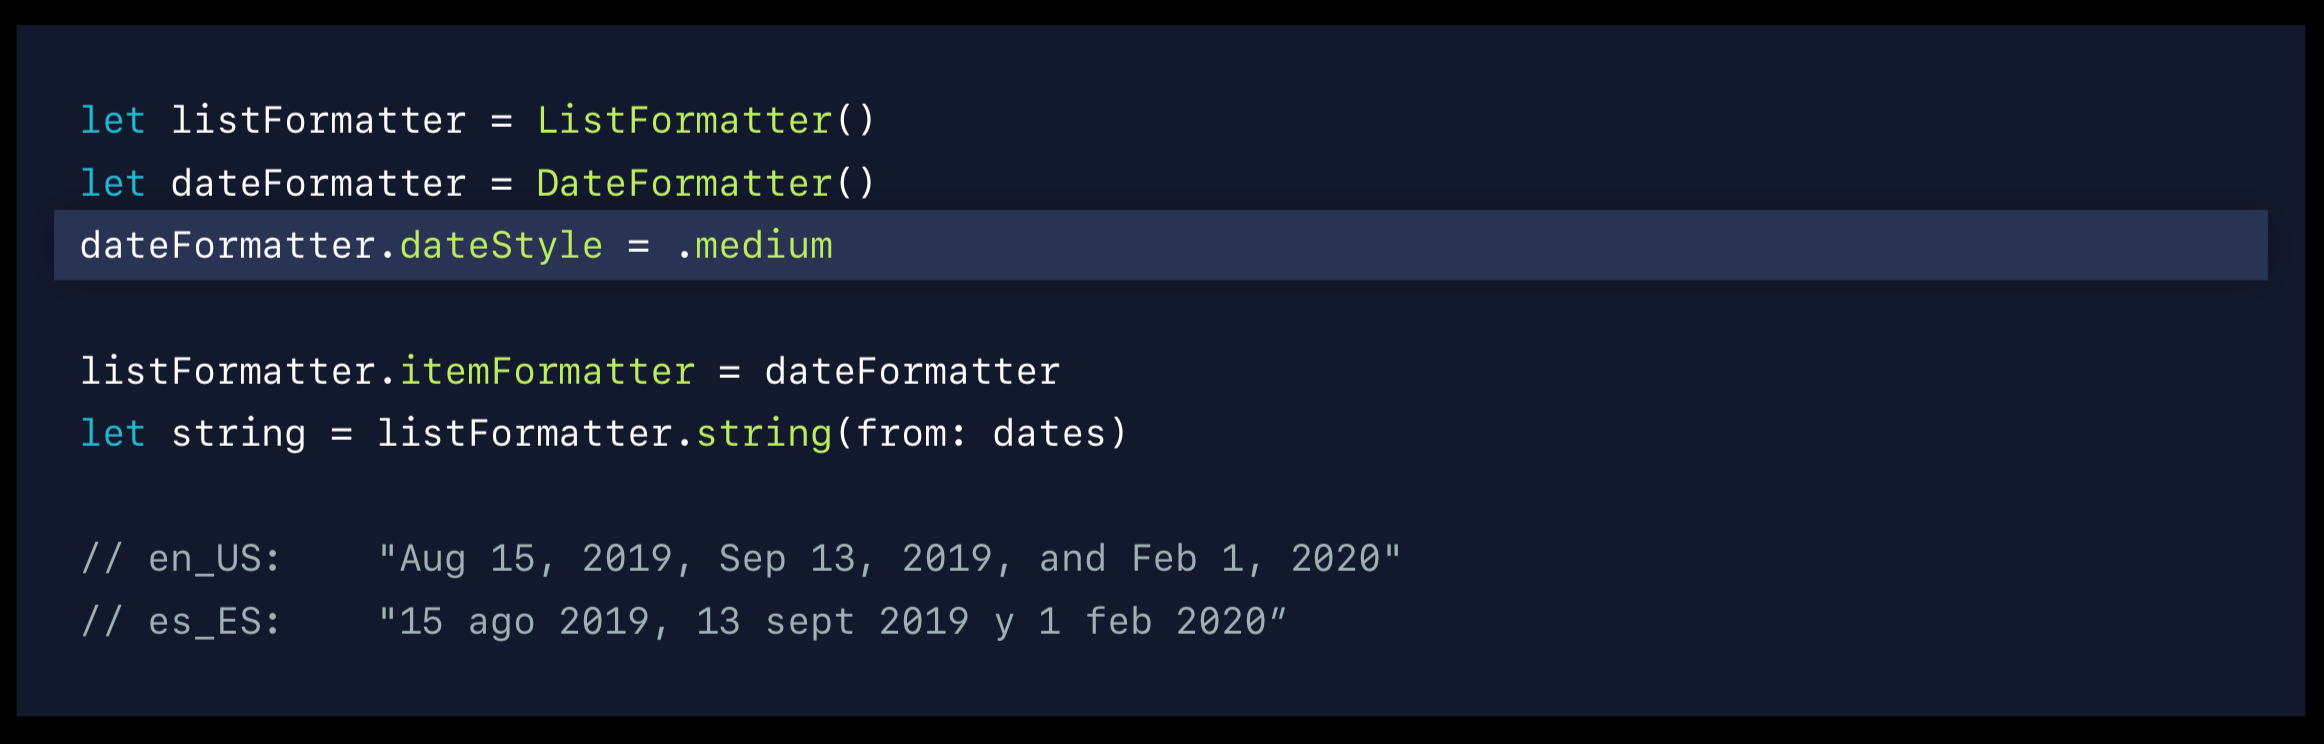 let listFormatter = ListFormatter()
let dateFormatter = DateFormatter()
dateFormatter.dateStyle = .medium
listFormatter.itemFormatter = dateFormatter
let string = listFormatter.string(from: dates)
// en_US:    "Aug 15, 2019, Sep 13, 2019, and Feb 1, 2020"
// es_ES:    "15 ago 2019, 13 sept 2019 y 1 feb 2020”